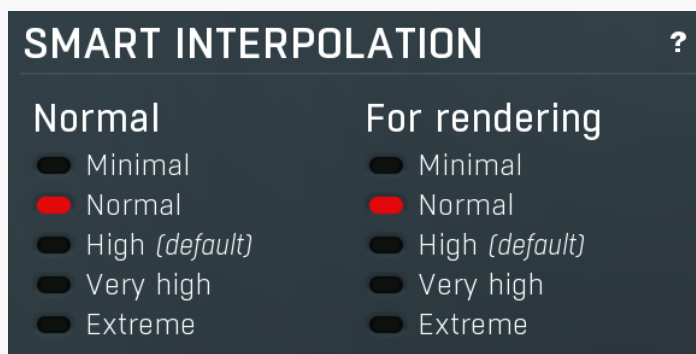 SMART INTERPOLATION ?
Normal
Minimal
Normal
High (default)
Very high
Extreme
For rendering
Minimal
Normal
High (default)
Very high
Extreme